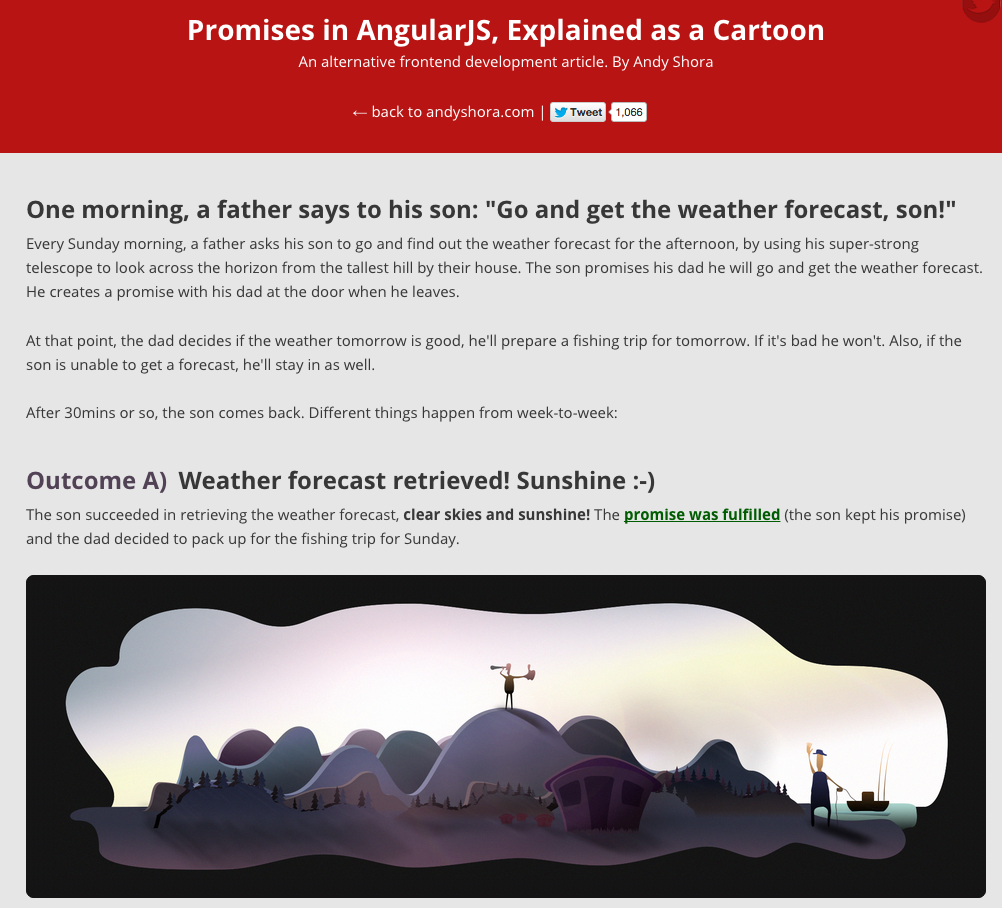 Promises in AngularJS, Explained as a Cartoon
An alternative frontend development article. By Andy Shora
← back to andyshora.com | Tweet 1,066
One morning, a father says to his son: "Go and get the weather forecast, son!"
Every Sunday morning, a father asks his son to go and find out the weather forecast for the afternoon, by using his super-strong
telescope to look across the horizon from the tallest hill by their house. The son promises his dad he will go and get the weather forecast.
He creates a promise with his dad at the door when he leaves.
At that point, the dad decides if the weather tomorrow is good, he'll prepare a fishing trip for tomorrow. If it's bad he won't. Also, if the
son is unable to get a forecast, he'll stay in as well.
After 30mins or so, the son comes back. Different things happen from week-to-week:
Outcome A) Weather forecast retrieved! Sunshine :-)
The son succeeded in retrieving the weather forecast, clear skies and sunshine! The promise was fulfilled (the son kept his promise)
and the dad decided to pack up for the fishing trip for Sunday.